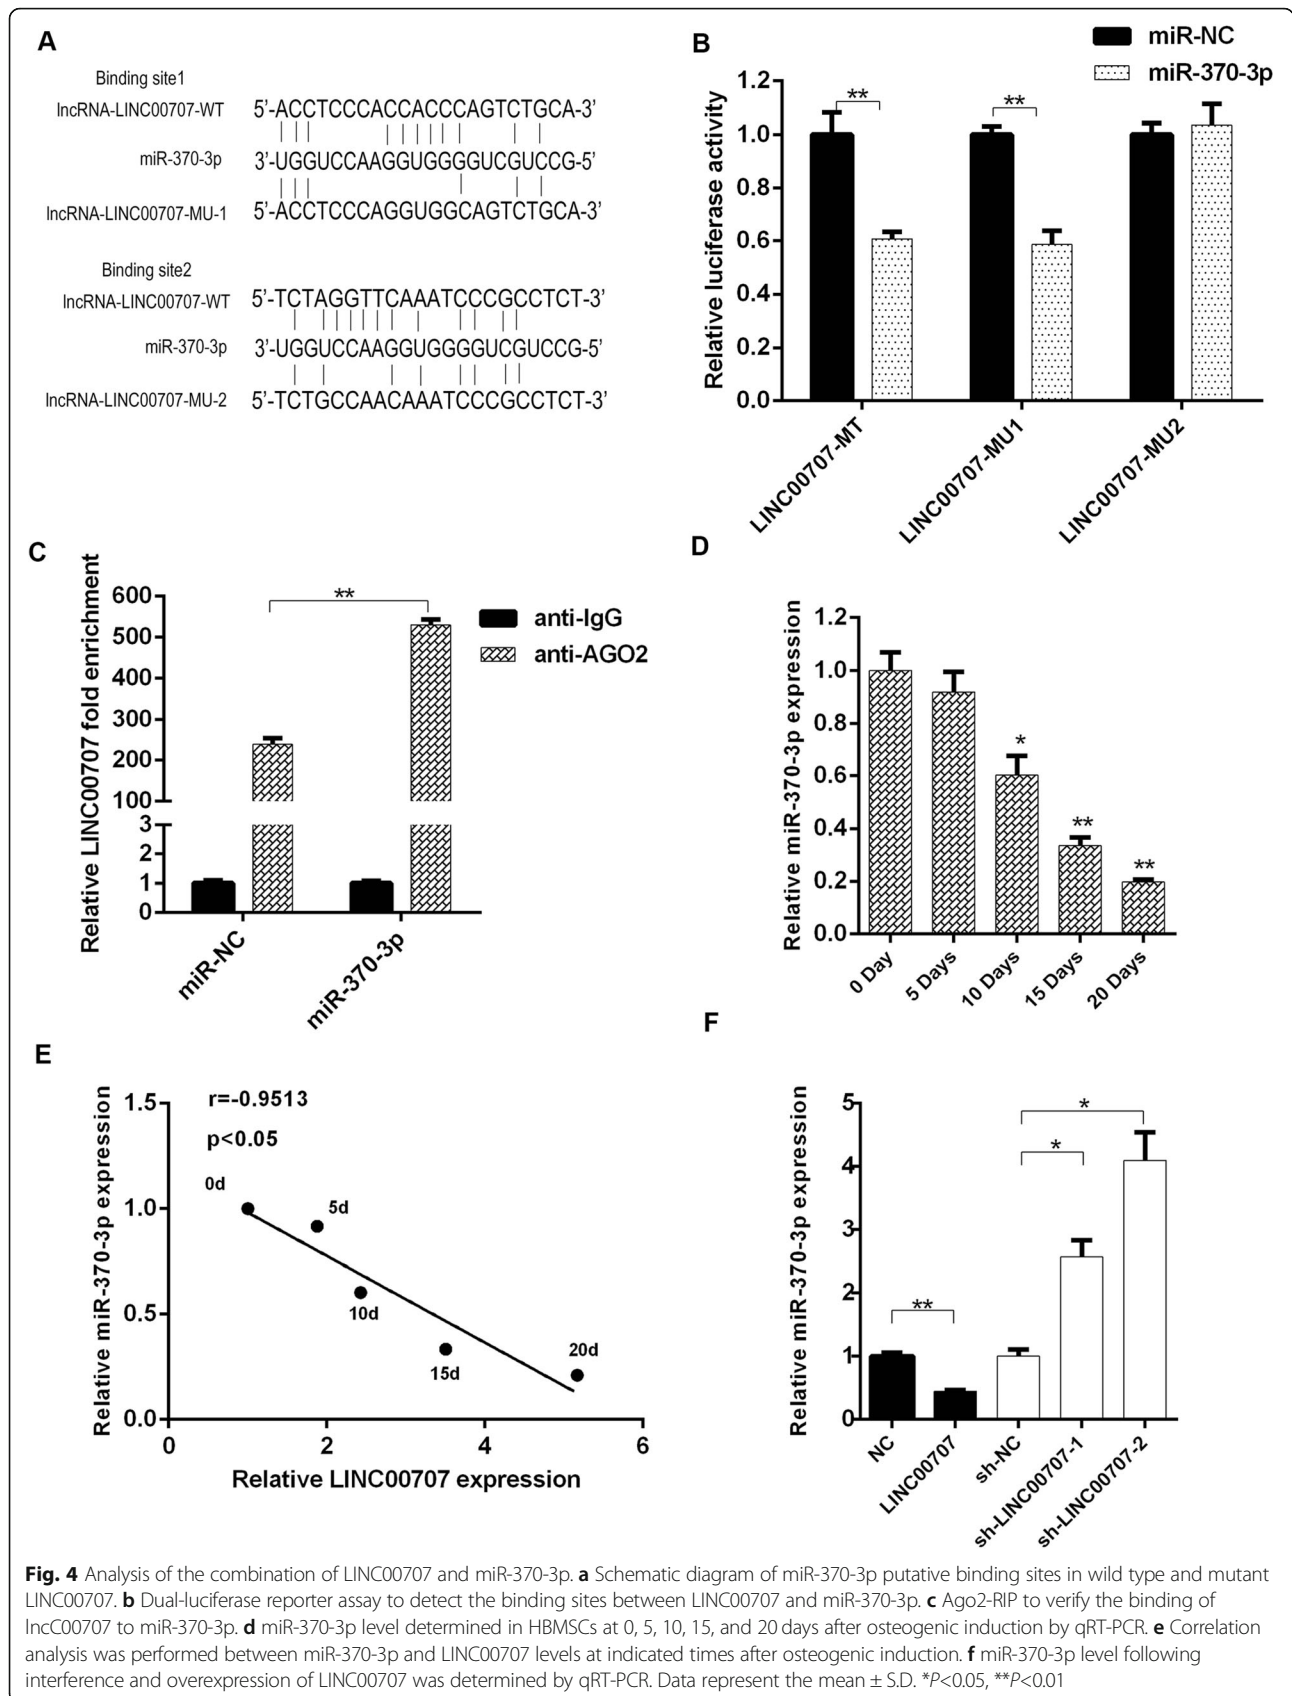 A
Binding site1
lncRNA-LINC00707-WT 5'-ACCTCCCACCACCCAGTCTGCA-3'
miR-370-3p 3'-UGGUCCAAGGUGGGGUCGUCCG-5'
lncRNA-LINC00707-MU-1 5'-ACCTCCCAGGUGGCAGTCTGCA-3'
Binding site2
lncRNA-LINC00707-WT 5'-TCTAGGTTCAAATCCCGCCTCT-3'
miR-370-3p 3'-UGGUCCAAGGUGGGGUCGUCCG-5'
lncRNA-LINC00707-MU-2 5'-TCTGCCAACAAATCCCGCCTCT-3'
B
miR-NC
miR-370-3p
Relative luciferase activity
1.2
1.0
0.8
0.6
0.4
0.2
0.0
** **
LINC00707-MT
LINC00707-MU1
LINC00707-MU2
C
Relative LINC00707 fold enrichment
600
500
400
300
200
100
3
2
1
0
**
anti-IgG
anti-AGO2
miR-NC
miR-370-3p
D
Relative miR-370-3p expression
1.2
1.0
0.8
0.6
0.4
0.2
0.0
*
**
**
0 Day
5 Days
10 Days
15 Days
20 Days
E
Relative miR-370-3p expression
1.5
1.0
0.5
0.0
r=-0.9513
p<0.05
0d
5d
10d
15d
20d
0 2 4 6
Relative LINC00707 expression
F
Relative miR-370-3p expression
5
4
3
2
1
0
**
*
*
NC
LINC00707
sh-NC
sh-LINC00707-1
sh-LINC00707-2
Fig. 4 Analysis of the combination of LINC00707 and miR-370-3p. a Schematic diagram of miR-370-3p putative binding sites in wild type and mutant
LINC00707. b Dual-luciferase reporter assay to detect the binding sites between LINC00707 and miR-370-3p. c Ago2-RIP to verify the binding of
lncC00707 to miR-370-3p. d miR-370-3p level determined in HBMSCs at 0, 5, 10, 15, and 20 days after osteogenic induction by qRT-PCR. e Correlation
analysis was performed between miR-370-3p and LINC00707 levels at indicated times after osteogenic induction. f miR-370-3p level following
interference and overexpression of LINC00707 was determined by qRT-PCR. Data represent the mean ± S.D. *P<0.05, **P<0.01